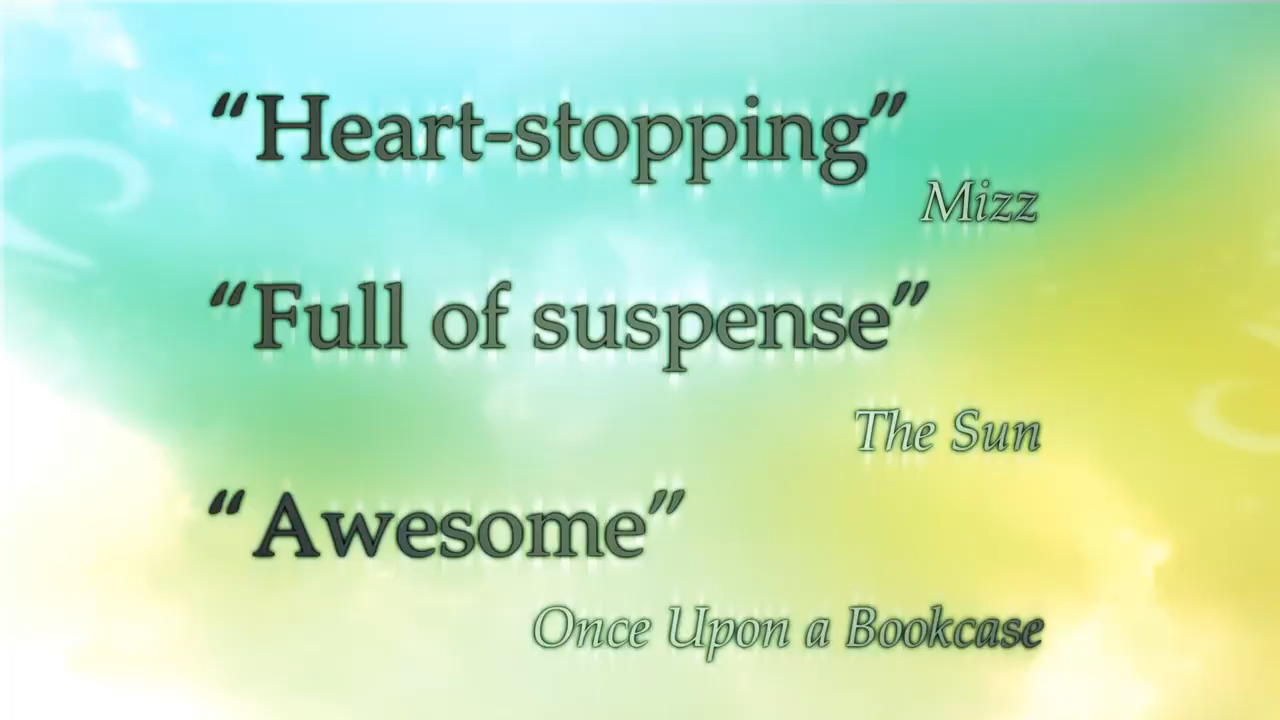 “Heart-stopping”
Mizz
“Full of suspense”
The Sun
“Awesome”
Once Upon a Bookcase